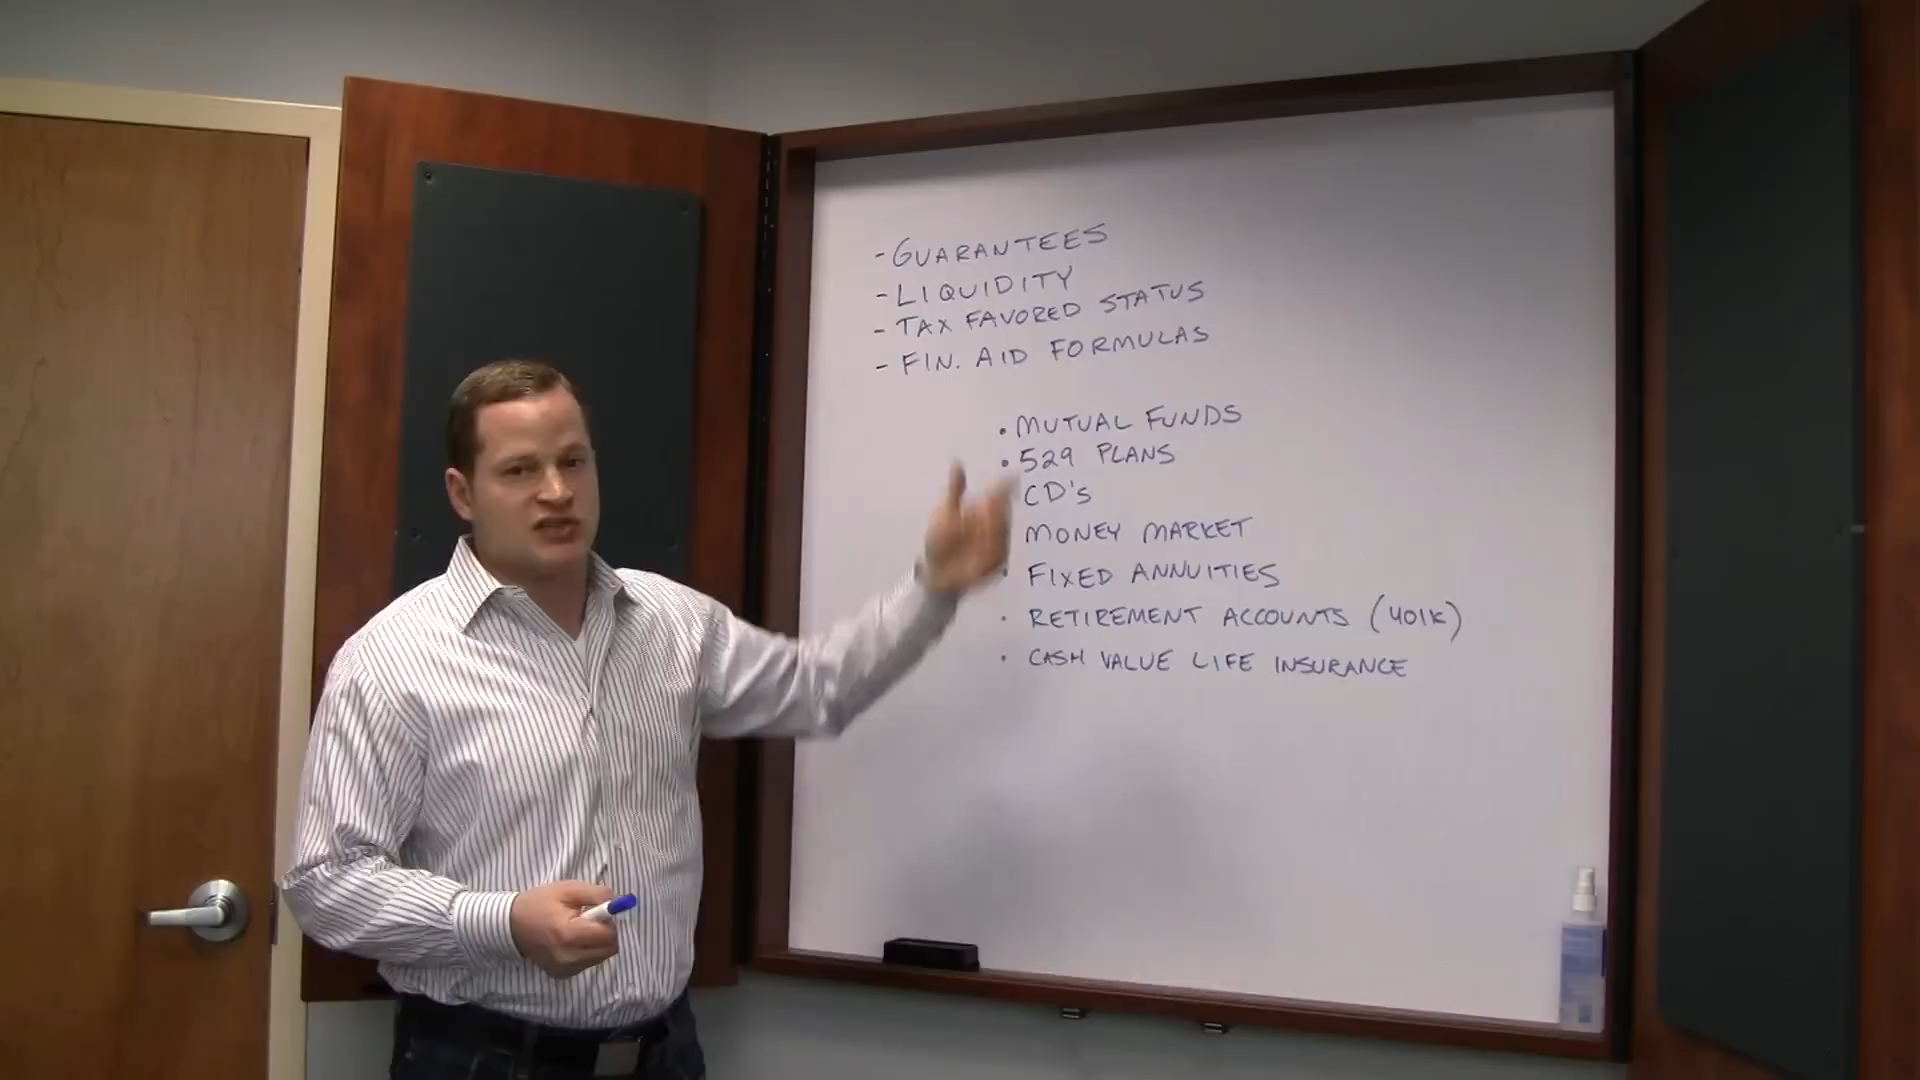 - GUARANTEES
- LIQUIDITY
- TAX FAVORED STATUS
- FIN. AID FORMULAS
• MUTUAL FUNDS
• 529 PLANS
CD'S
MONEY MARKET
• FIXED ANNUITIES
• RETIREMENT ACCOUNTS (401K)
• CASH VALUE LIFE INSURANCE